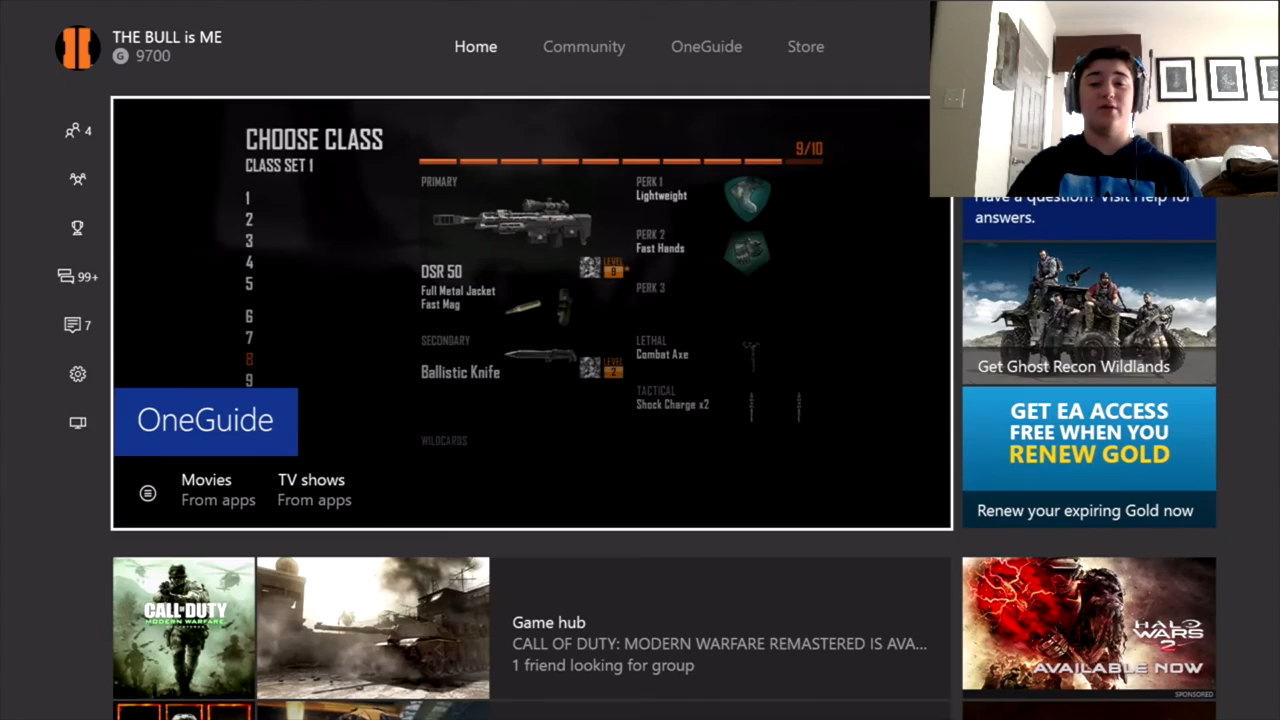 THE BULL is ME
G 9700
Home
Community
OneGuide
Store
4
99+
7
CHOOSE CLASS
CLASS SET 1
1
2
3
4
5
6
7
8
9
9/10
PRIMARY
DSR 50
LEVEL
8
Full Metal Jacket
Fast Mag
SECONDARY
Ballistic Knife
LEVEL
2
WILDCARDS
PERK 1
Lightweight
PERK 2
Fast Hands
PERK 3
LETHAL
Combat Axe
TACTICAL
Shock Charge x2
OneGuide
Movies
From apps
TV shows
From apps
Have a question? Visit Help for
answers.
Get Ghost Recon Wildlands
GET EA ACCESS
FREE WHEN YOU
RENEW GOLD
Renew your expiring Gold now
CALL OF DUTY
MODERN WARFARE
REMASTERED
Game hub
CALL OF DUTY: MODERN WARFARE REMASTERED IS AVA...
1 friend looking for group
HALO
WARS
2
AVAILABLE NOW
SPONSORED